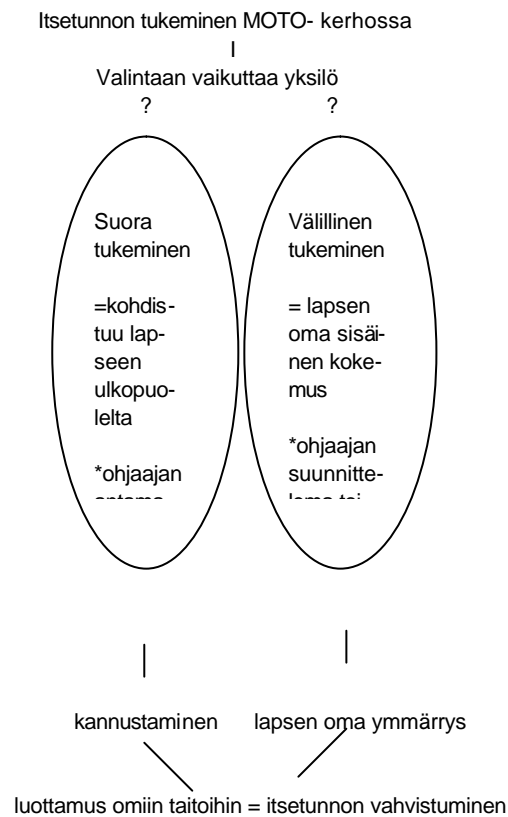 Itsetunnon tukeminen MOTO- kerhossa
I
Valintaan vaikuttaa yksilö
? ?
Suora
tukeminen
=kohdis-
tuu lap-
seen
ulkopuo-
lelta
*ohjaajan
Välillinen
tukeminen
= lapsen
oma sisäi-
nen koke-
mus
*ohjaajan
suunnitte-
kannustaminen lapsen oma ymmärrys
luottamus omiin taitoihin = itsetunnon vahvistuminen